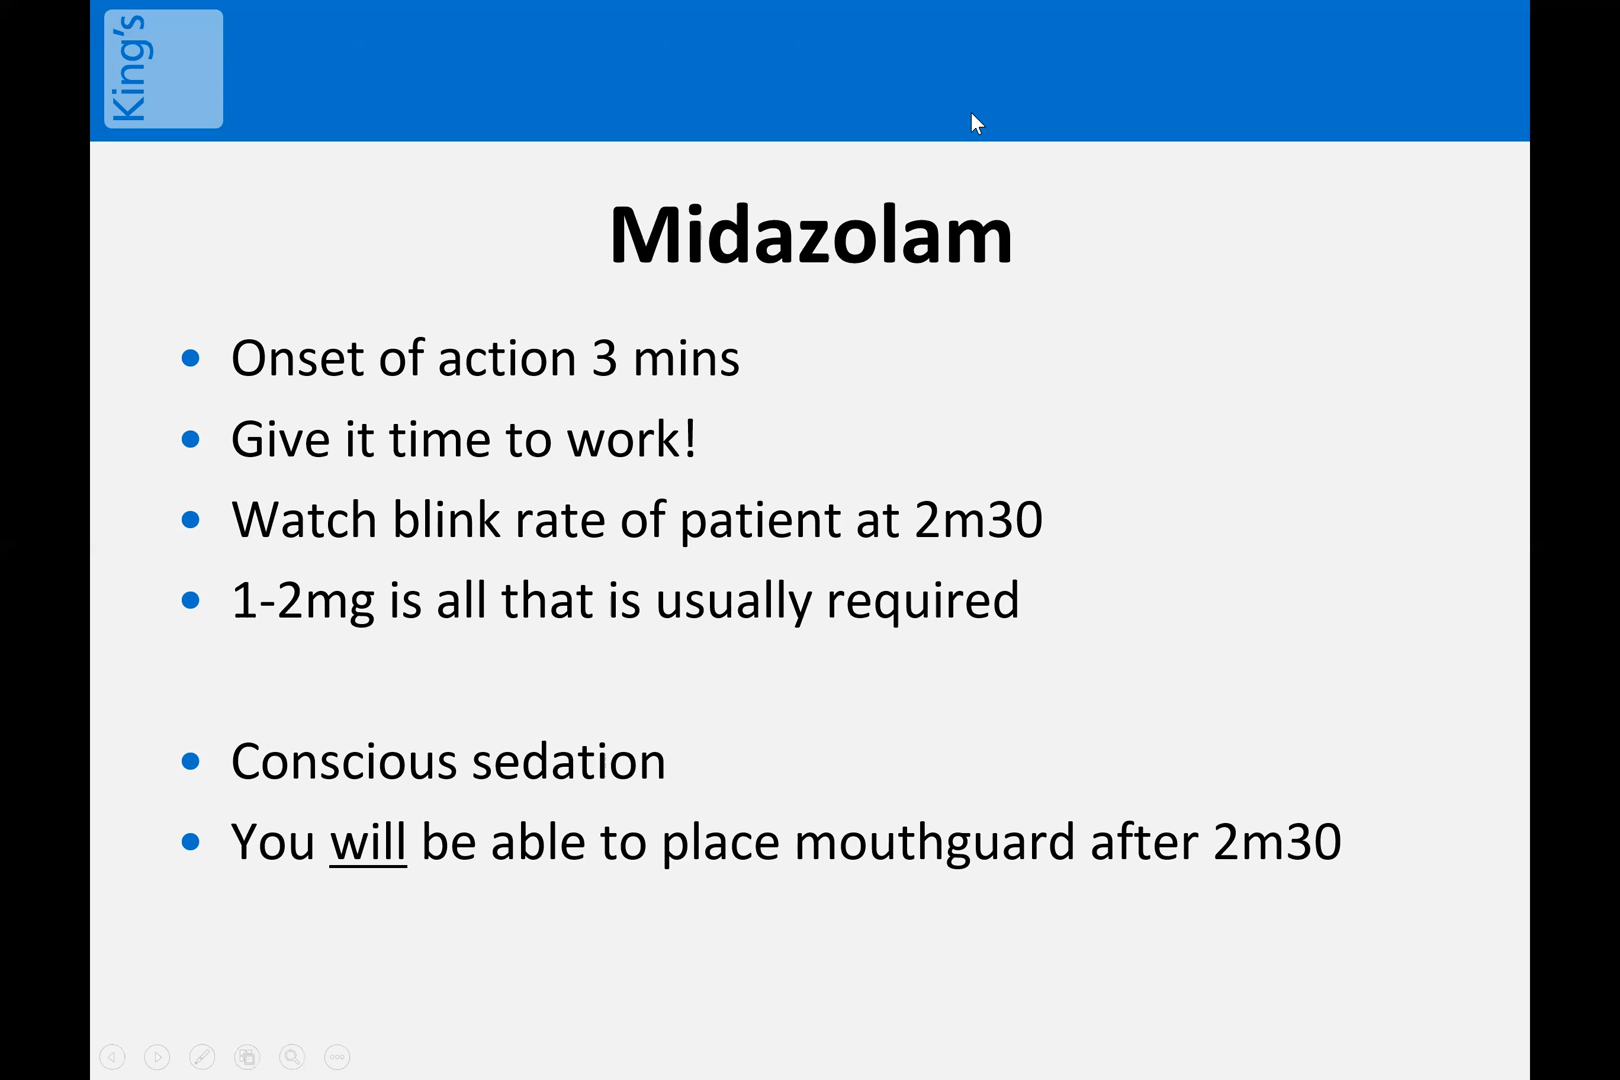 King's
Midazolam
• Onset of action 3 mins
• Give it time to work!
• Watch blink rate of patient at 2m30
• 1-2mg is all that is usually required
• Conscious sedation
• You will be able to place mouthguard after 2m30